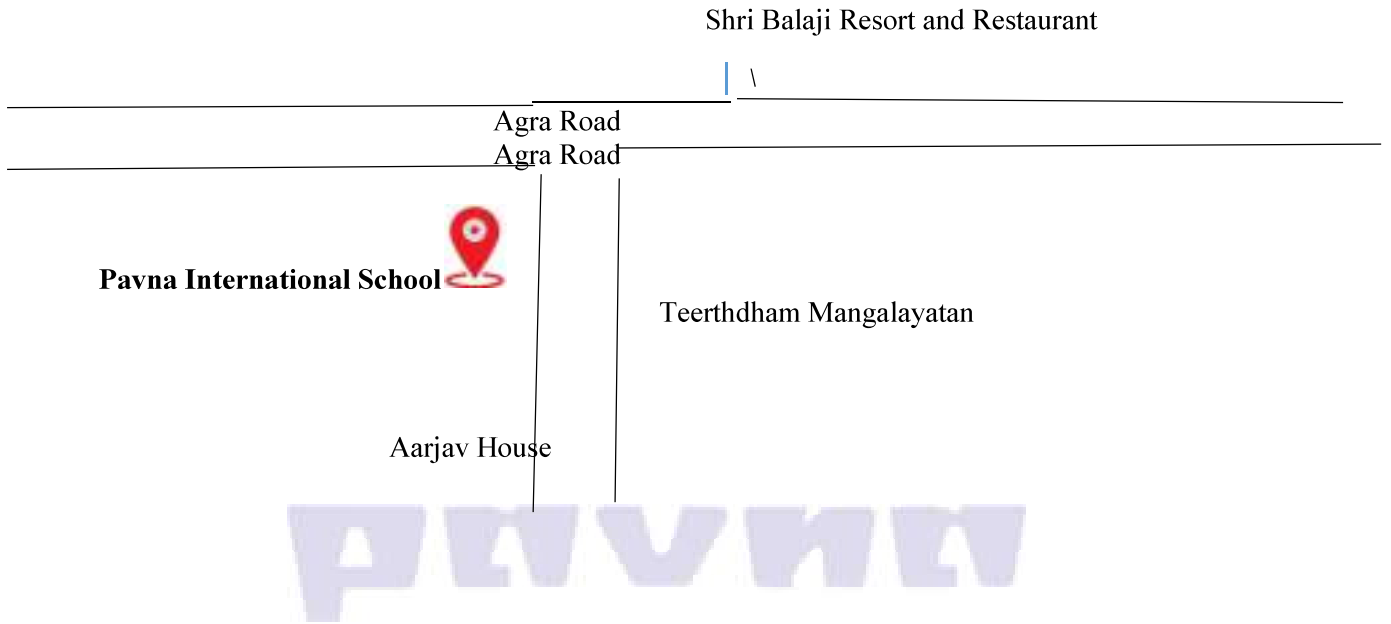 Shri Balaji Resort and Restaurant
\
Agra Road
Agra Road
Pavna International School
Teerthdham Mangalayatan
Aarjav House
pavna